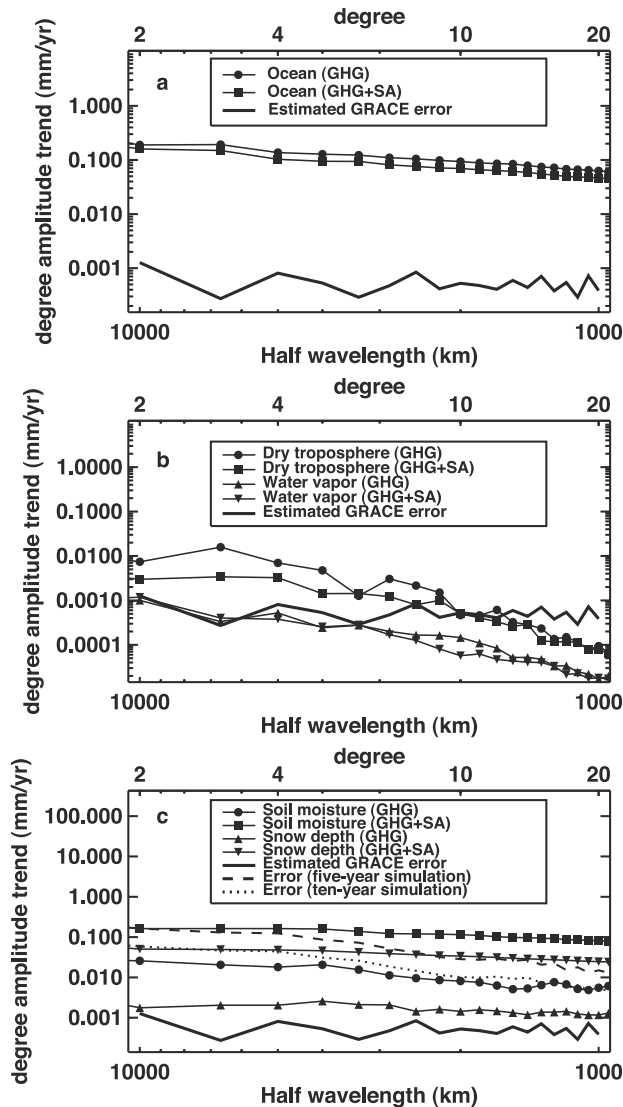 degree
2 4 10 20
a
Ocean (GHG)
Ocean (GHG+SA)
Estimated GRACE error
degree amplitude trend (mm/yr)
1.000
0.100
0.010
0.001
10000 1000
Half wavelength (km)
degree
2 4 10 20
b
Dry troposphere (GHG)
Dry troposphere (GHG+SA)
Water vapor (GHG)
Water vapor (GHG+SA)
Estimated GRACE error
degree amplitude trend (mm/yr)
1.0000
0.1000
0.0100
0.0010
0.0001
10000 1000
Half wavelength (km)
degree
2 4 10 20
c
Soil moisture (GHG)
Soil moisture (GHG+SA)
Snow depth (GHG)
Snow depth (GHG+SA)
Estimated GRACE error
Error (five-year simulation)
Error (ten-year simulation)
degree amplitude trend (mm/yr)
100.000
10.000
1.000
0.100
0.010
0.001
10000 1000
Half wavelength (km)